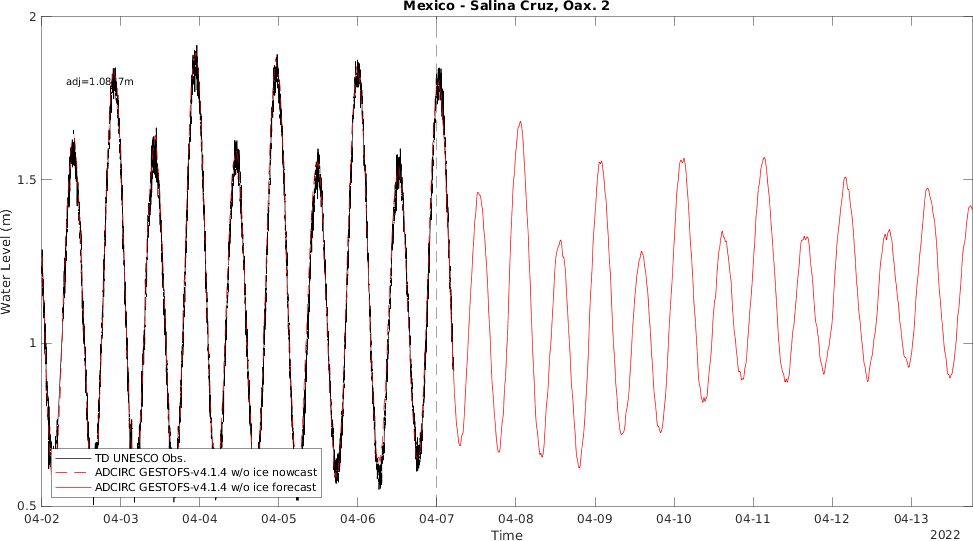 Mexico - Salina Cruz, Oax. 2
2
1.5
1
0.5
Water Level (m)
TD UNESCO Obs.
ADCIRC GESTOFS-v4.1.4 w/o ice nowcast
ADCIRC GESTOFS-v4.1.4 w/o ice forecast
04-02 04-03 04-04 04-05 04-06 04-07 04-08 04-09 04-10 04-11 04-12 04-13
Time
2022